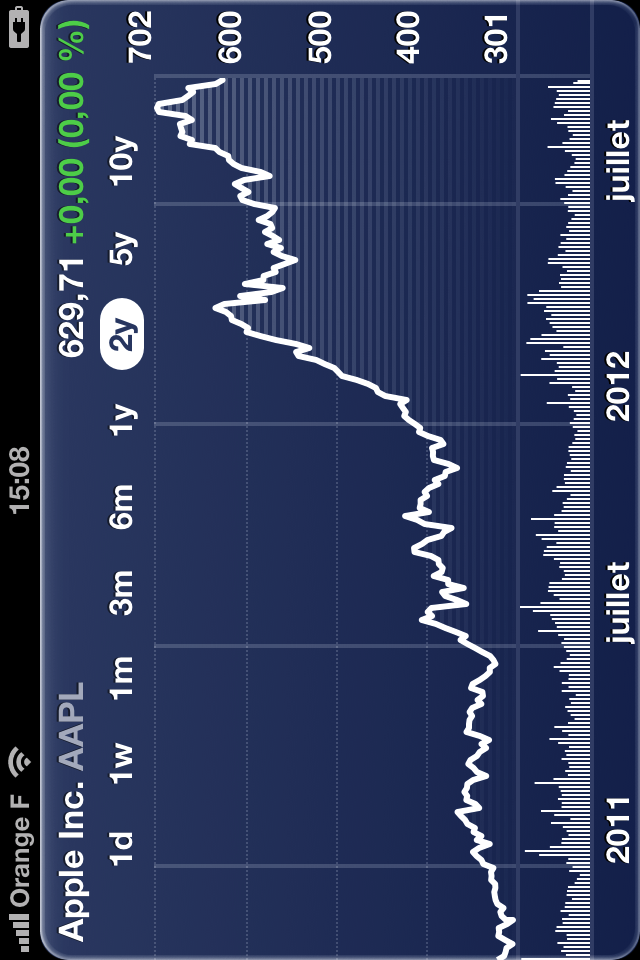 Orange F 15:08
Apple Inc. AAPL 629,71 +0,00 (0,00 %)
1d 1w 1m 3m 6m 1y 2y 5y 10y
702
600
500
400
301
2011 juillet 2012 juillet